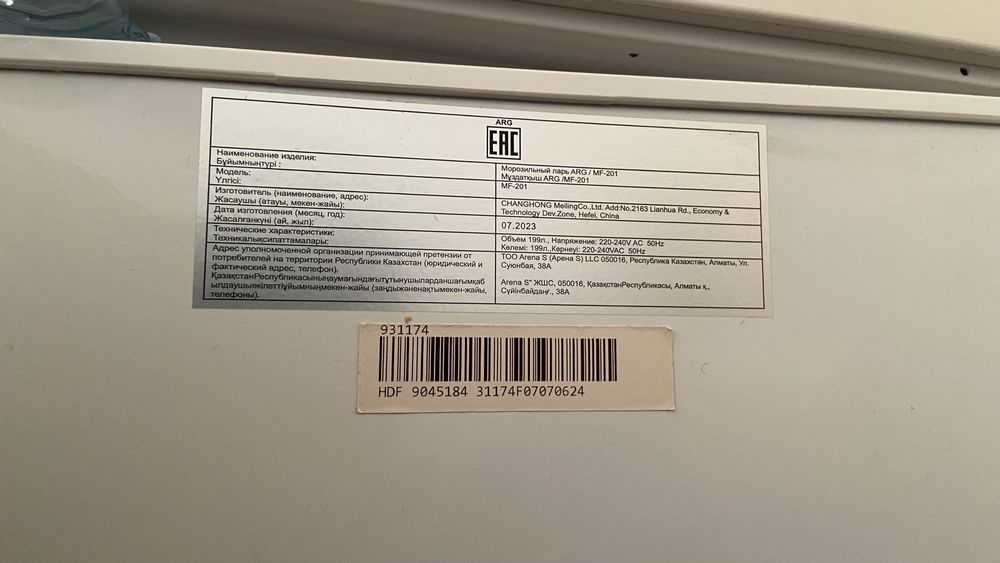 ARG
EAC
Наименование изделия:
Бұйымныңтүрі :
Морозильный ларь ARG / MF-201
Мұздатқыш ARG /MF-201
Модель:
Үлгісі:
MF-201
Изготовитель (наименование, адрес):
Жасаушы (атауы, мекен-жайы):
CHANGHONG MeilingCo.,Ltd. Add:No.2163 Lianhua Rd., Economy &
Technology Dev.Zone, Hefei, China
Дата изготовления (месяц, год):
Жасалғанкүні (ай, жыл):
07.2023
Технические характеристики:
Техникалықсипаттамалары:
Объем 199л., Напряжение: 220-240V AC 50Hz
Көлемі: 199л.,Кернеуі: 220-240VAC 50Hz
Адрес уполномоченной организации принимающей претензии от
потребителей на территории Республики Казахстан (юридический и
фактический адрес, телефон).
ҚазақстанРеспубликасыныңаумағындағытұтынушылардыншағымқаб
ылдаушыөкілеттіұйымныңмекен-жайы (заңдыжәненақтымекен-жайы,
телефоны).
ТОО Arena S (Арена S) LLC 050016, Республика Казахстан, Алматы, Ул.
Суюнбая, 38А
Arena S" ЖШС, 050016, ҚазақстанРеспубликасы, Алматы қ.,
Сүйінбайдаңғ., 38А
931174
HDF 9045184 31174F07070624